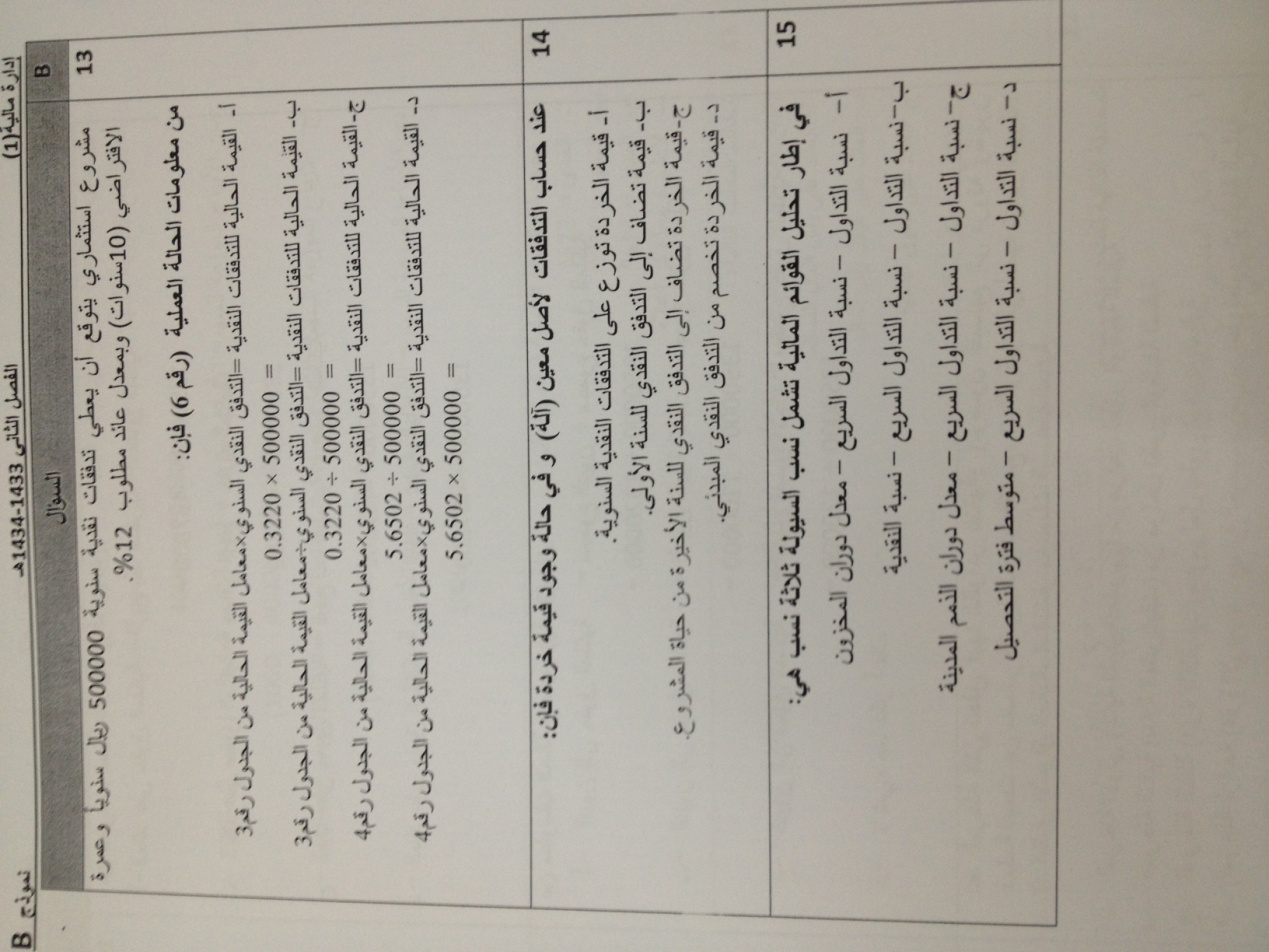 نموذج B الفصل الثاني 1433-1434هـ إدارة مالية(1)
السؤال B
13 مشروع استثماري يتوقع أن يعطي تدفقات نقدية سنوية 500000 ريال سنوياً وعمرة
الافتراضي (10سنوات) وبمعدل عائد مطلوب 12%.
من معلومات الحالة العملية (رقم 6) فإن:
أ- القيمة الحالية للتدفقات النقدية =التدفق النقدي السنوي×معامل القيمة الحالية من الجدول رقم3
= 500000 × 0.3220
ب- القيمة الحالية للتدفقات النقدية =التدفق النقدي السنوي÷معامل القيمة الحالية من الجدول رقم3
= 500000 ÷ 0.3220
ج-القيمة الحالية للتدفقات النقدية =التدفق النقدي السنوي×معامل القيمة الحالية من الجدول رقم4
= 500000 ÷ 5.6502
د- القيمة الحالية للتدفقات النقدية =التدفق النقدي السنوي×معامل القيمة الحالية من الجدول رقم4
= 500000 × 5.6502
14 عند حساب التدفقات لأصل معين (آلة) و في حالة وجود قيمة خردة فإن:
أ- قيمة الخردة توزع على التدفقات النقدية السنوية.
ب- قيمة تضاف إلى التدفق النقدي للسنة الأولى.
ج-قيمة الخردة تضاف إلى التدفق النقدي للسنة الأخيرة من حياة المشروع.
د- قيمة الخردة تخصم من التدفق النقدي المبدئي.
15 في إطار تحليل القوائم المالية تشمل نسب السيولة ثلاثة نسب هي:
أ- نسبة التداول – نسبة التداول السريع – معدل دوران المخزون
ب-نسبة التداول – نسبة التداول السريع – نسبة النقدية
ج- نسبة التداول – نسبة التداول السريع – معدل دوران الذمم المدينة
د- نسبة التداول – نسبة التداول السريع – متوسط فترة التحصيل